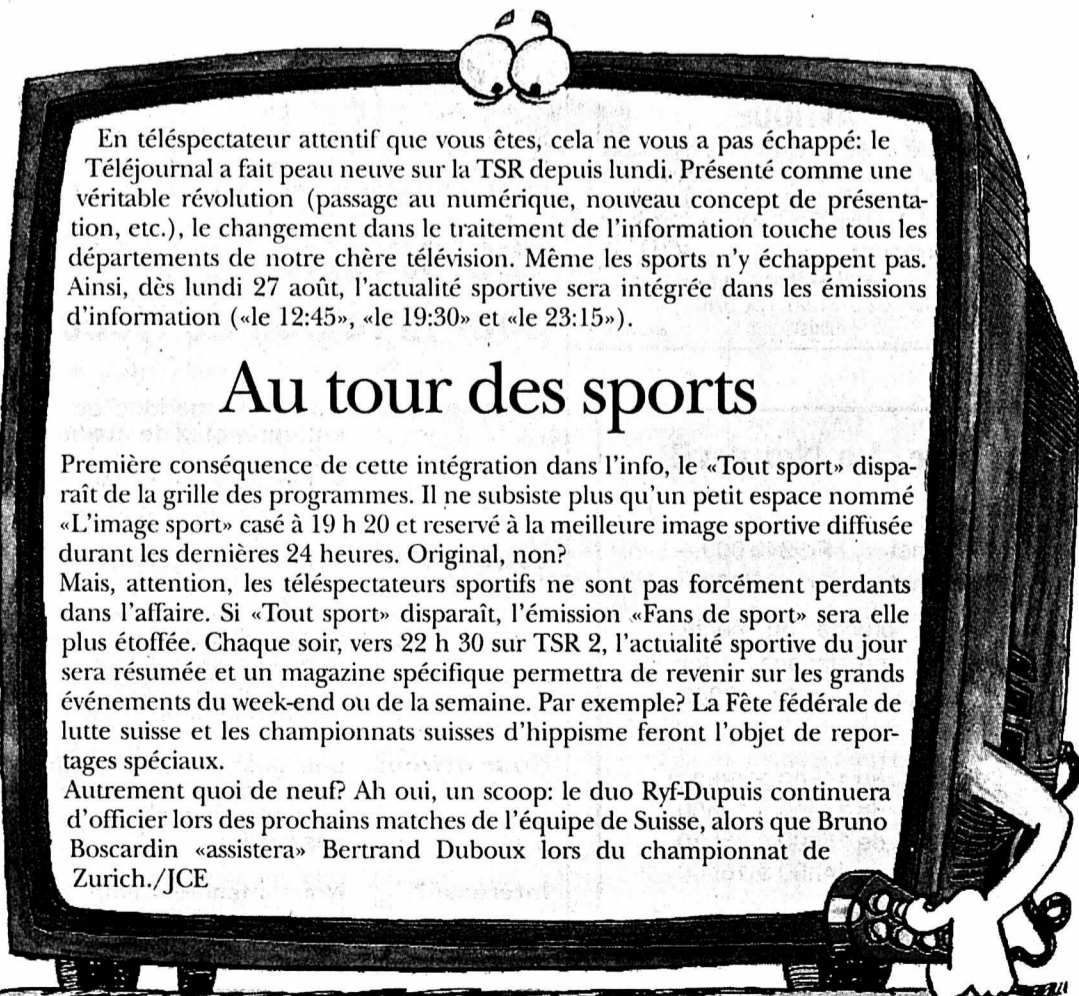 En téléspectateur attentif que vous êtes, cela ne vous a pas échappé: le
Téléjournal a fait peau neuve sur la TSR depuis lundi. Présenté comme une
véritable révolution (passage au numérique, nouveau concept de présenta-
tion, etc.), le changement dans le traitement de l'information touche tous les
départements de notre chère télévision. Même les sports n'y échappent pas.
Ainsi, dès lundi 27 août, l'actualité sportive sera intégrée dans les émissions
d'information («le 12:45», «le 19:30» et «le 23:15»).
Au tour des sports
Première conséquence de cette intégration dans l'info, le «Tout sport» dispa-
raît de la grille des programmes. Il ne subsiste plus qu'un petit espace nommé
«L'image sport» casé à 19 h 20 et reservé à la meilleure image sportive diffusée
durant les dernières 24 heures. Original, non?
Mais, attention, les téléspectateurs sportifs ne sont pas forcément perdants
dans l'affaire. Si «Tout sport» disparaît, l'émission «Fans de sport» sera elle
plus étoffée. Chaque soir, vers 22 h 30 sur TSR 2, l'actualité sportive du jour
sera résumée et un magazine spécifique permettra de revenir sur les grands
événements du week-end ou de la semaine. Par exemple? La Fête fédérale de
lutte suisse et les championnats suisses d'hippisme feront l'objet de repor-
tages spéciaux.
Autrement quoi de neuf? Ah oui, un scoop: le duo Ryf-Dupuis continuera
d'officier lors des prochains matches de l'équipe de Suisse, alors que Bruno
Boscardin «assistera» Bertrand Duboux lors du championnat de
Zurich./JCE